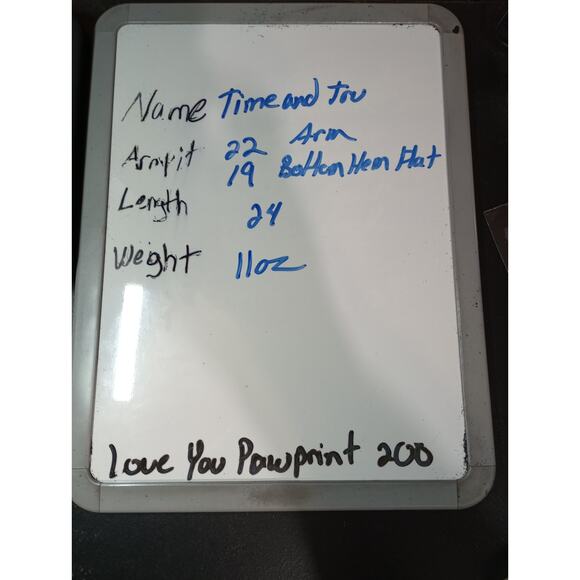 Name Time and Tru
Armpit 22 Arm
19 Bottom Hem Flat
Length 24
Weight 11oz
Love You Pawprint 200